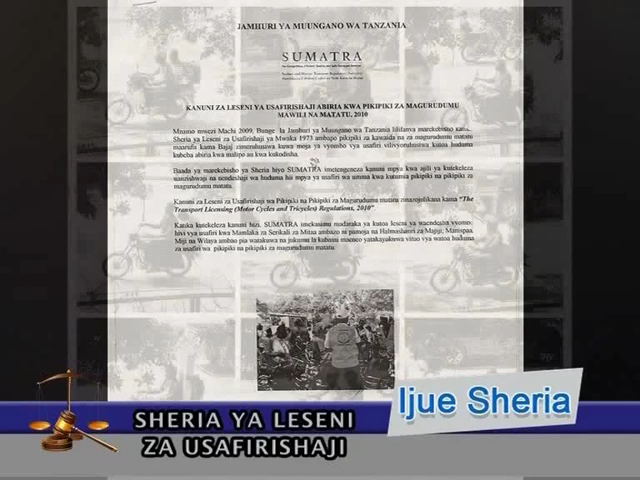 JAMHURI YA MUUNGANO WA TANZANIA
SUMATRA
KANUNI ZA LESENI YA USAFIRISHAJI ABIRIA KWA PIKIPIKI ZA MAGURUDUMU
MAWILI NA MATATU, 2010
Mnamo mwezi Machi 2009, Bunge la Jamhuri ya Muungano wa Tanzania lilifanya marekebisho
Sheria ya Leseni za Usafirishaji ya Mwaka 1973 ambapo pikipiki za kawaida na za magurudumu matatu
maarufu kama Bajaj zimeruhusiwa kuwa moja ya vyombo vya usafiri vilivyoruhusiwa kutoa huduma
kubeba abiria kwa malipo au kwa kukodisha.
Baada ya marekebisho ya Sheria hiyo SUMATRA imetengeneza kanuni mpya kwa ajili ya kutekeleza
uanzishwaji na uendeshaji wa huduma hii mpya ya usafiri wa umma kwa kutumia pikipiki na pikipiki za
magurudumu matatu.
Kanuni za Leseni za Usafirishaji wa Pikipiki na Pikipiki za Magurudumu matatu zinazojulikana kama "The
Transport Licensing (Motor Cycles and Tricycles) Regulations, 2010".
Katika kutekeleza kanuni hizi, SUMATRA imekasimu madaraka ya kutoa leseni ya waendesha vyombo
hivi vya usafiri kwa Mamlaka za Serikali za Mitaa ambazo ni pamoja na Halmashauri za Majiji, Manispaa,
Miji na Wilaya ambao pia watakuwa na jukumu la kubaini maeneo yatakayokuwa vituo vya kutoa huduma
za usafiri wa pikipiki na pikipiki za magurudumu matatu.
Ijue Sheria
SHERIA YA LESENI
ZA USAFIRISHAJI